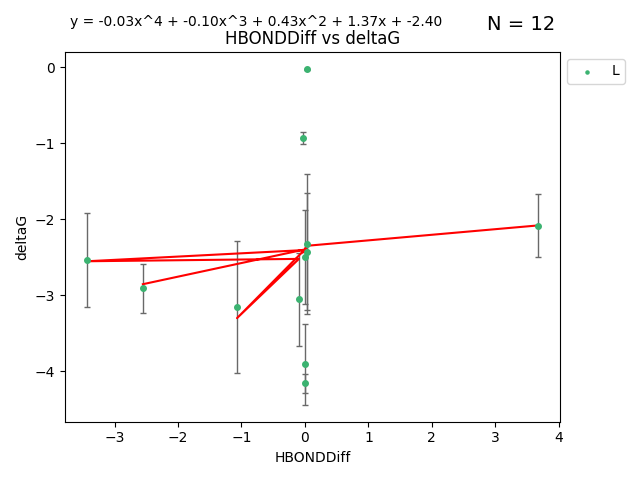 y = -0.03x^4 + -0.10x^3 + 0.43x^2 + 1.37x + -2.40
N = 12
HBONDDiff vs deltaG
L
0
−1
−2
−3
−4
deltaG
−3
−2
−1
0
1
2
3
4
HBONDDiff